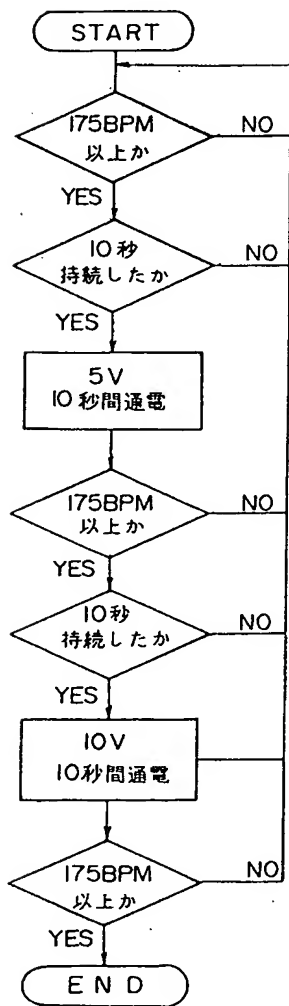 START
175BPM
以上か
NO
YES
10秒
持続したか
NO
YES
5V
10秒間通電
175BPM
以上か
NO
YES
10秒
持続したか
NO
YES
10V
10秒間通電
175BPM
以上か
NO
YES
END